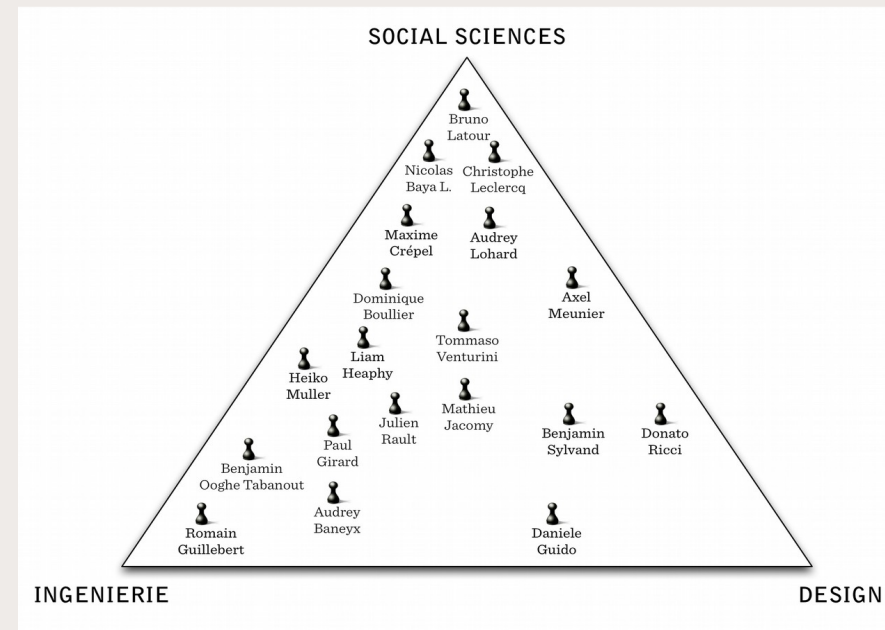 SOCIAL SCIENCES
Bruno
Latour
Nicolas
Baya L.
Christophe
Leclercq
Maxime
Crépel
Audrey
Lohard
Dominique
Boullier
Axel
Meunier
Tommaso
Venturini
Liam
Heaphy
Heiko
Muller
Julien
Rault
Mathieu
Jacomy
Paul
Girard
Benjamin
Sylvand
Donato
Ricci
Benjamin
Ooghe Tabanout
Audrey
Baneyx
Romain
Guillebert
Daniele
Guido
INGENIERIE
DESIGN